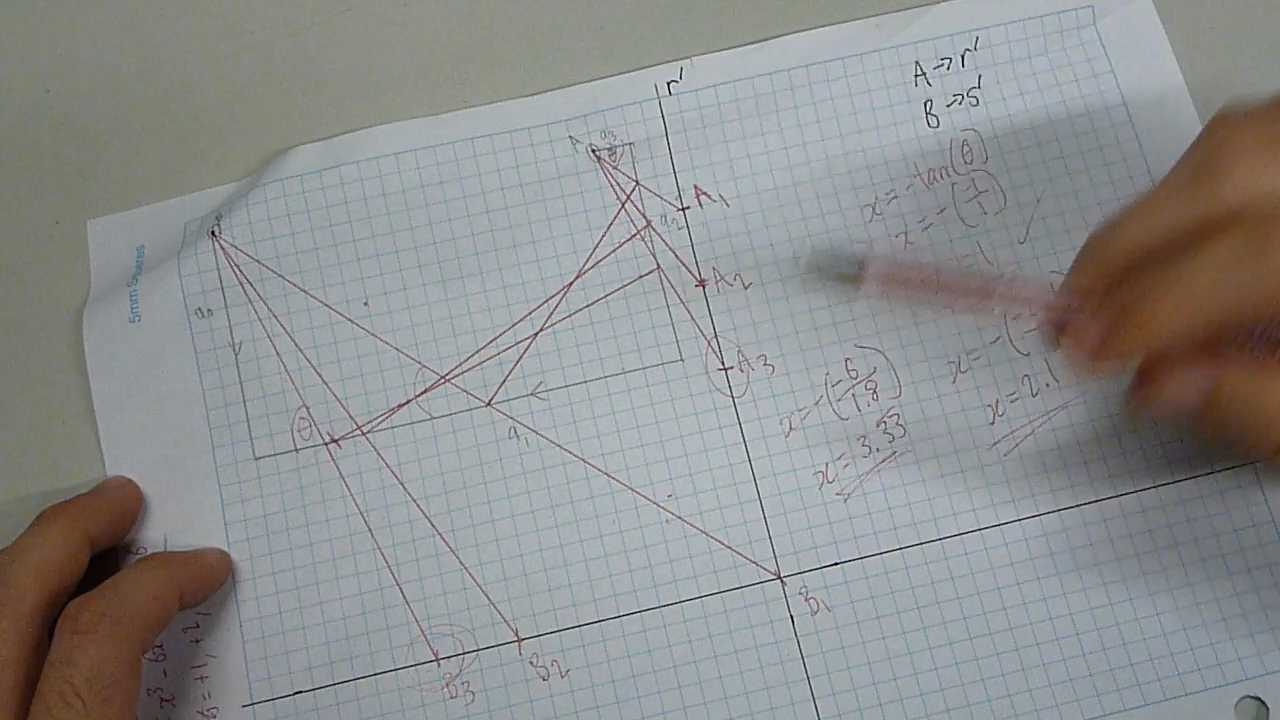 r'
A → r'
B → s'
x = -tan(θ)
x = -(-1/1)
= 1 ✓
A
a₃
θ
A₁
a₂
A₂
A₃
x = -(-6/1.8)
x = 3.33
x = 2.1
5mm Squares
a₀
θ
a₁
B₁
B₂
B₃